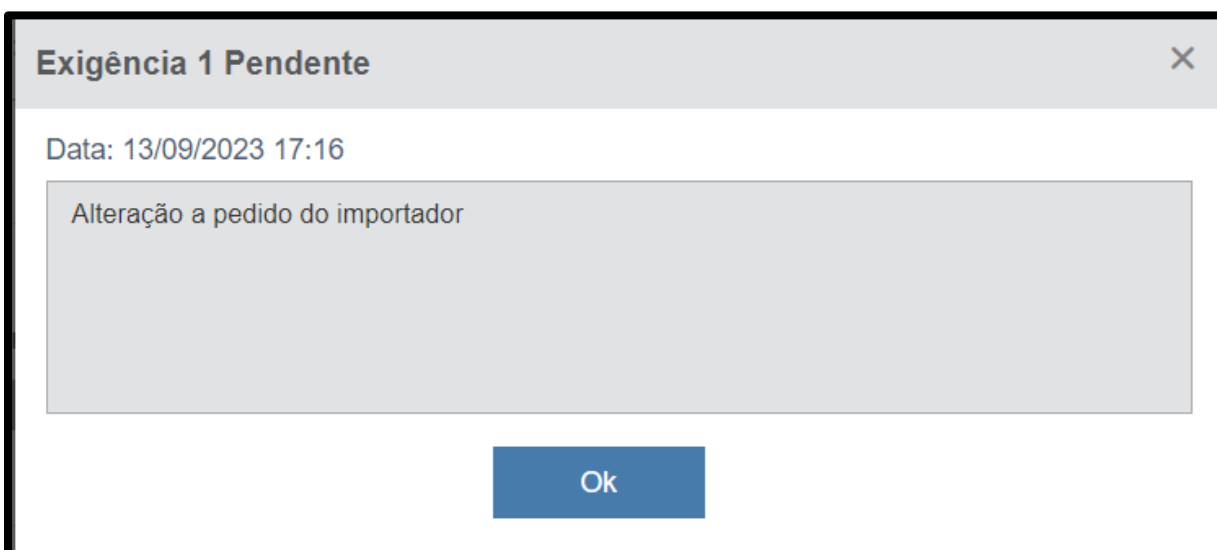 Exigência 1 Pendente
Data: 13/09/2023 17:16
Alteração a pedido do importador
Ok